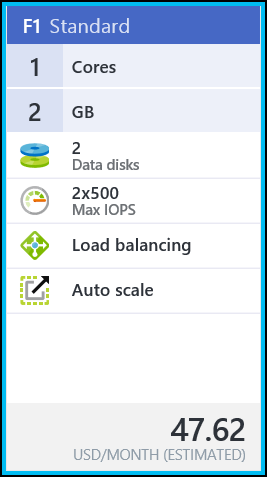 F1 Standard
1 Cores
2 GB
2
Data disks
2x500
Max IOPS
Load balancing
Auto scale
47.62
USD/MONTH (ESTIMATED)